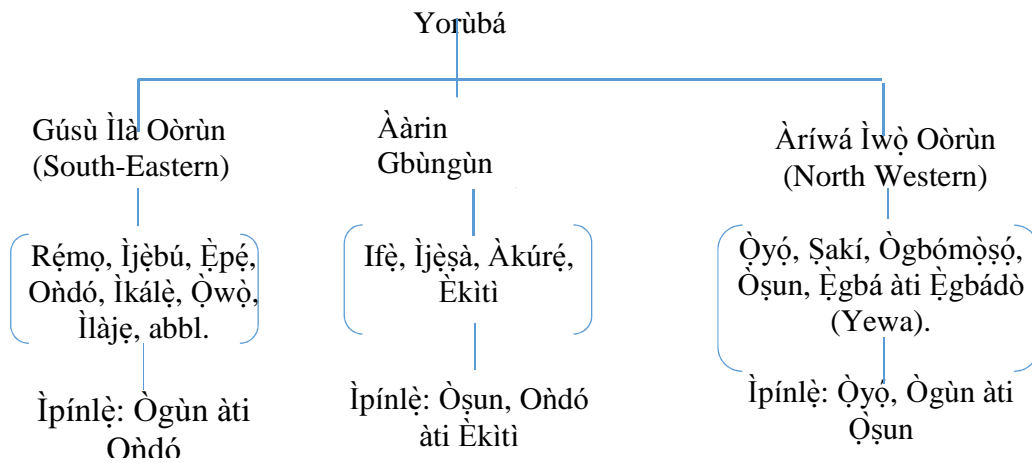 Yorùbá
Gúsù Ìlà Oòrùn
(South-Eastern)
Rẹ́mọ, Ìjẹ̀bú, Ẹ̀pẹ́,
Oǹdó, Ìkálẹ̀, Ọ̀wọ̀,
Ìlàjẹ, abbl.
Ìpínlẹ̀: Ògùn àti
Oǹdó
Ààrin
Gbùngùn
Ifẹ̀, Ìjẹ̀ṣà, Àkúrẹ́,
Èkìtì
Ìpínlẹ̀: Ọ̀ṣun, Oǹdó
àti Èkìtì
Àríwá Ìwọ̀ Oòrùn
(North Western)
Ọ̀yọ́, Ṣakí, Ògbómọ̀ṣọ́,
Ọ̀ṣun, Ẹ̀gbá àti Ẹ̀gbádò
(Yewa).
Ìpínlẹ̀: Ọ̀yọ́, Ògùn àti
Ọ̀ṣun